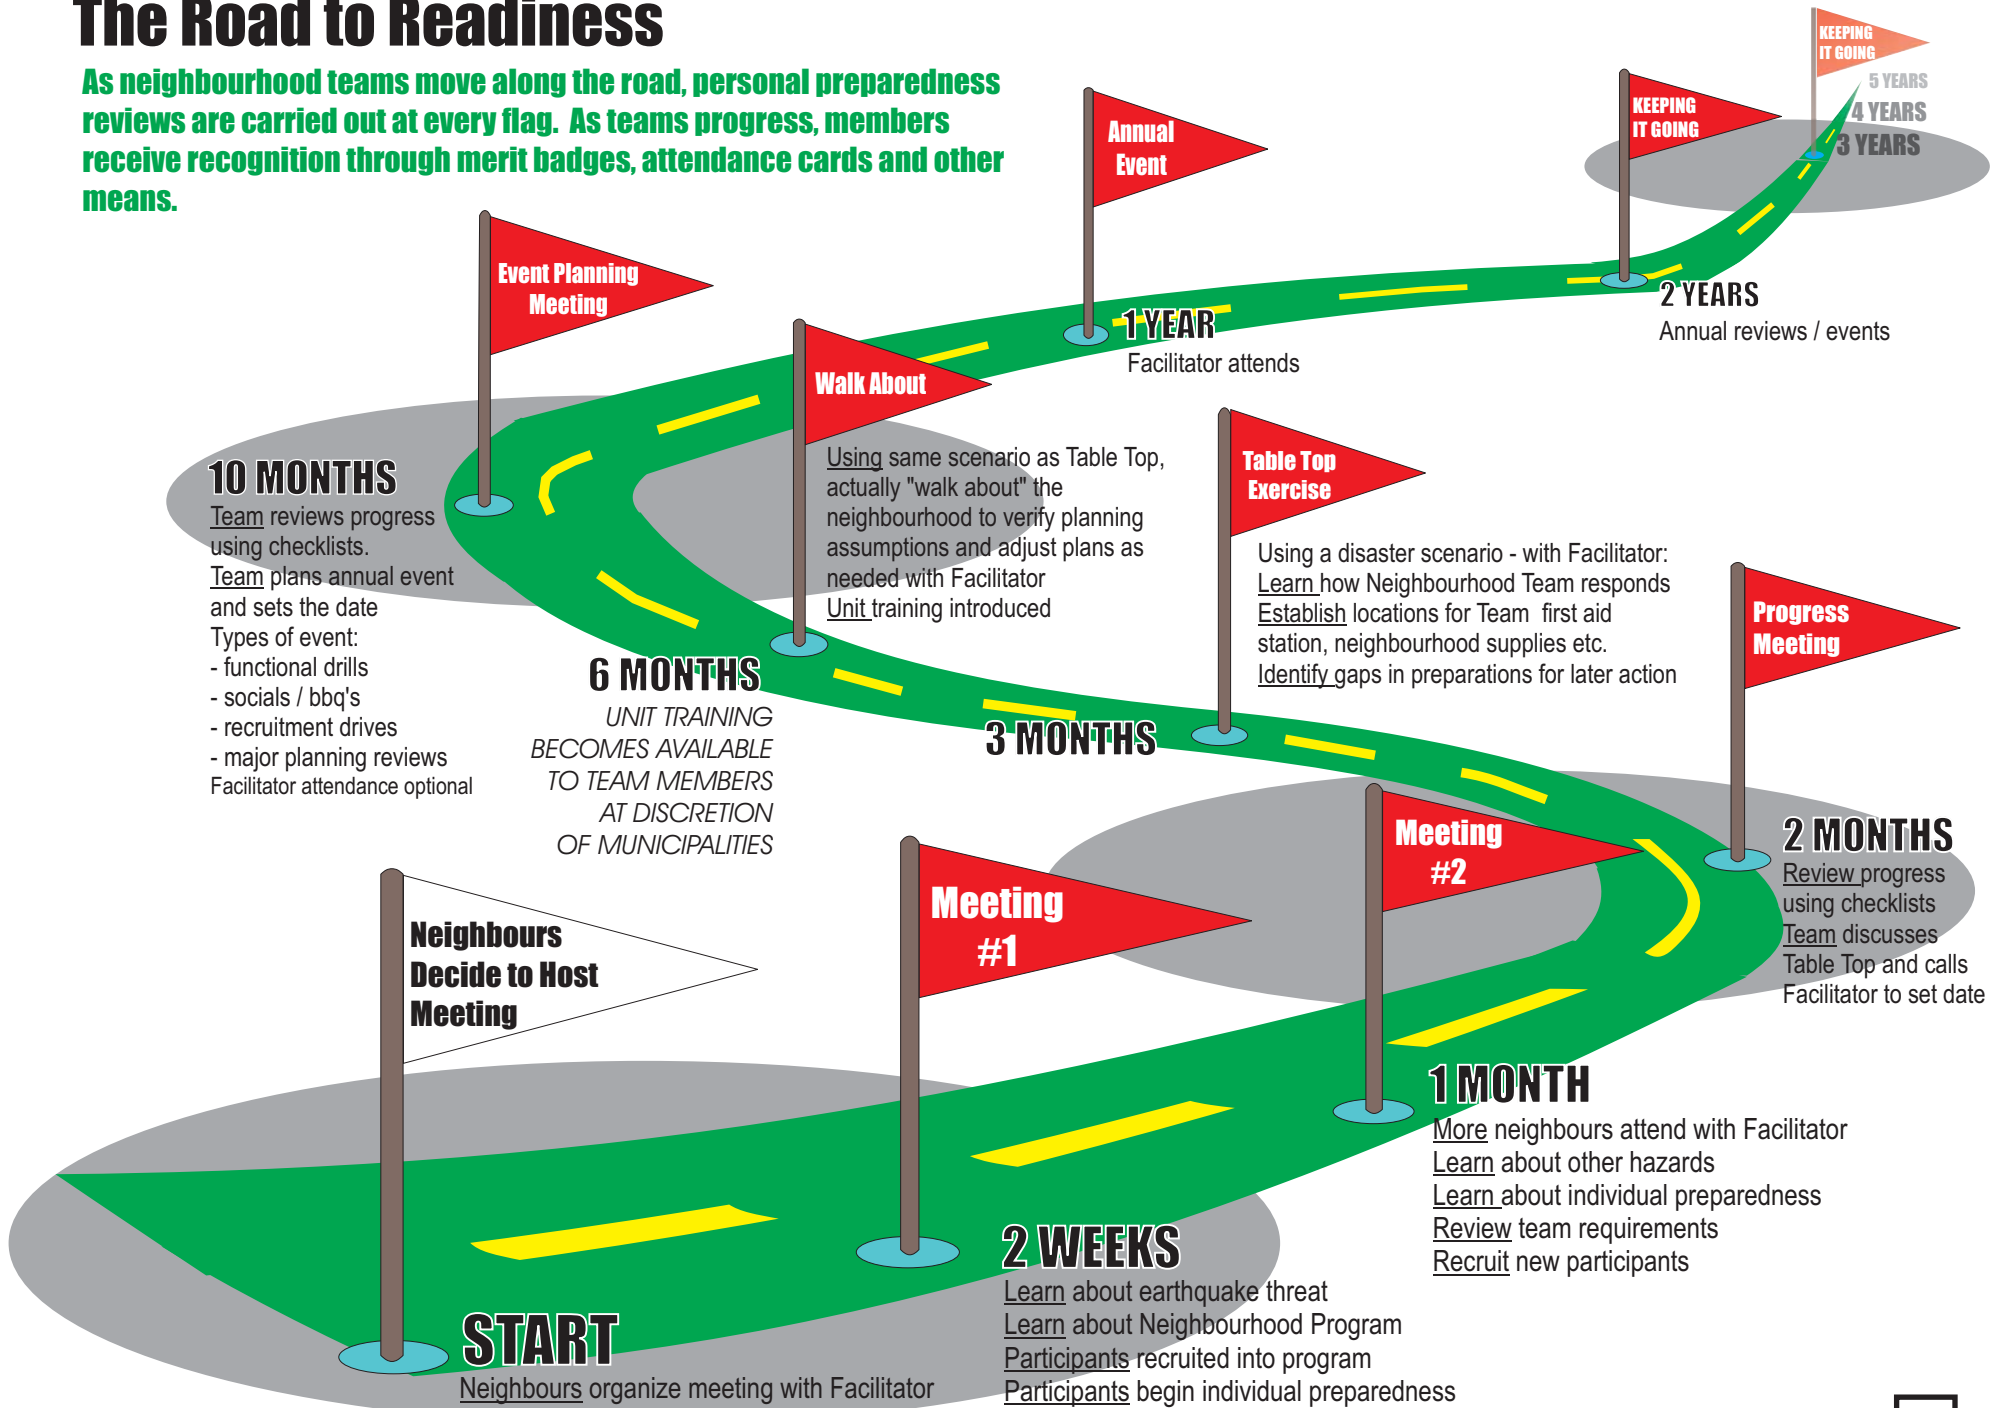 The Road to Readiness
As neighbourhood teams move along the road, personal preparedness
reviews are carried out at every flag.  As teams progress, members
receive recognition through merit badges, attendance cards and other
means.
KEEPING
IT GOING
5 YEARS
4 YEARS
3 YEARS
KEEPING
IT GOING
2 YEARS
Annual reviews / events
Annual
Event
1 YEAR
Facilitator attends
Event Planning
Meeting
10 MONTHS
Team reviews progress
using checklists.
Team plans annual event
and sets the date
Types of event:
- functional drills
- socials / bbq's
- recruitment drives
- major planning reviews
Facilitator attendance optional
Walk About
Using same scenario as Table Top,
actually "walk about" the
neighbourhood to verify planning
assumptions and adjust plans as
needed with Facilitator
Unit training introduced
6 MONTHS
UNIT TRAINING
BECOMES AVAILABLE
TO TEAM MEMBERS
AT DISCRETION
OF MUNICIPALITIES
Table Top
Exercise
Using a disaster scenario - with Facilitator:
Learn how Neighbourhood Team responds
Establish locations for Team  first aid
station, neighbourhood supplies etc.
Identify gaps in preparations for later action
3 MONTHS
Progress
Meeting
2 MONTHS
Review progress
using checklists
Team discusses
Table Top and calls
Facilitator to set date
Meeting
#2
1 MONTH
More neighbours attend with Facilitator
Learn about other hazards
Learn about individual preparedness
Review team requirements
Recruit new participants
Meeting
#1
2 WEEKS
Learn about earthquake threat
Learn about Neighbourhood Program
Participants recruited into program
Participants begin individual preparedness
Neighbours
Decide to Host
Meeting
START
Neighbours organize meeting with Facilitator